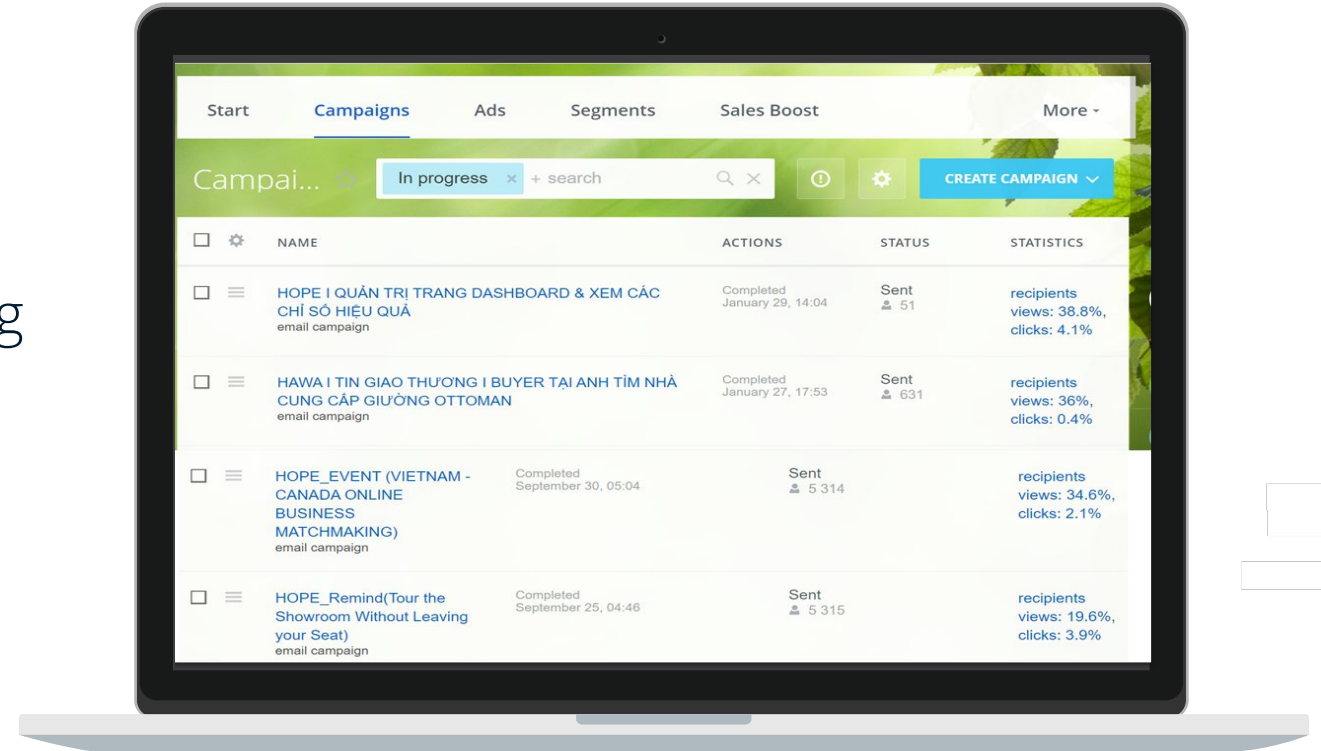 g
Start Campaigns Ads Segments Sales Boost More
Campai... In progress × + search CREATE CAMPAIGN
NAME ACTIONS STATUS STATISTICS
HOPE I QUẢN TRỊ TRANG DASHBOARD & XEM CÁC
CHỈ SỐ HIỆU QUẢ
email campaign
Completed
January 29, 14:04
Sent
51
recipients
views: 38.8%,
clicks: 4.1%
HAWA I TIN GIAO THƯƠNG I BUYER TẠI ANH TÌM NHÀ
CUNG CẤP GIƯỜNG OTTOMAN
email campaign
Completed
January 27, 17:53
Sent
631
recipients
views: 36%,
clicks: 0.4%
HOPE_EVENT (VIETNAM -
CANADA ONLINE
BUSINESS
MATCHMAKING)
email campaign
Completed
September 30, 05:04
Sent
5 314
recipients
views: 34.6%,
clicks: 2.1%
HOPE_Remind(Tour the
Showroom Without Leaving
your Seat)
email campaign
Completed
September 25, 04:46
Sent
5 315
recipients
views: 19.6%,
clicks: 3.9%